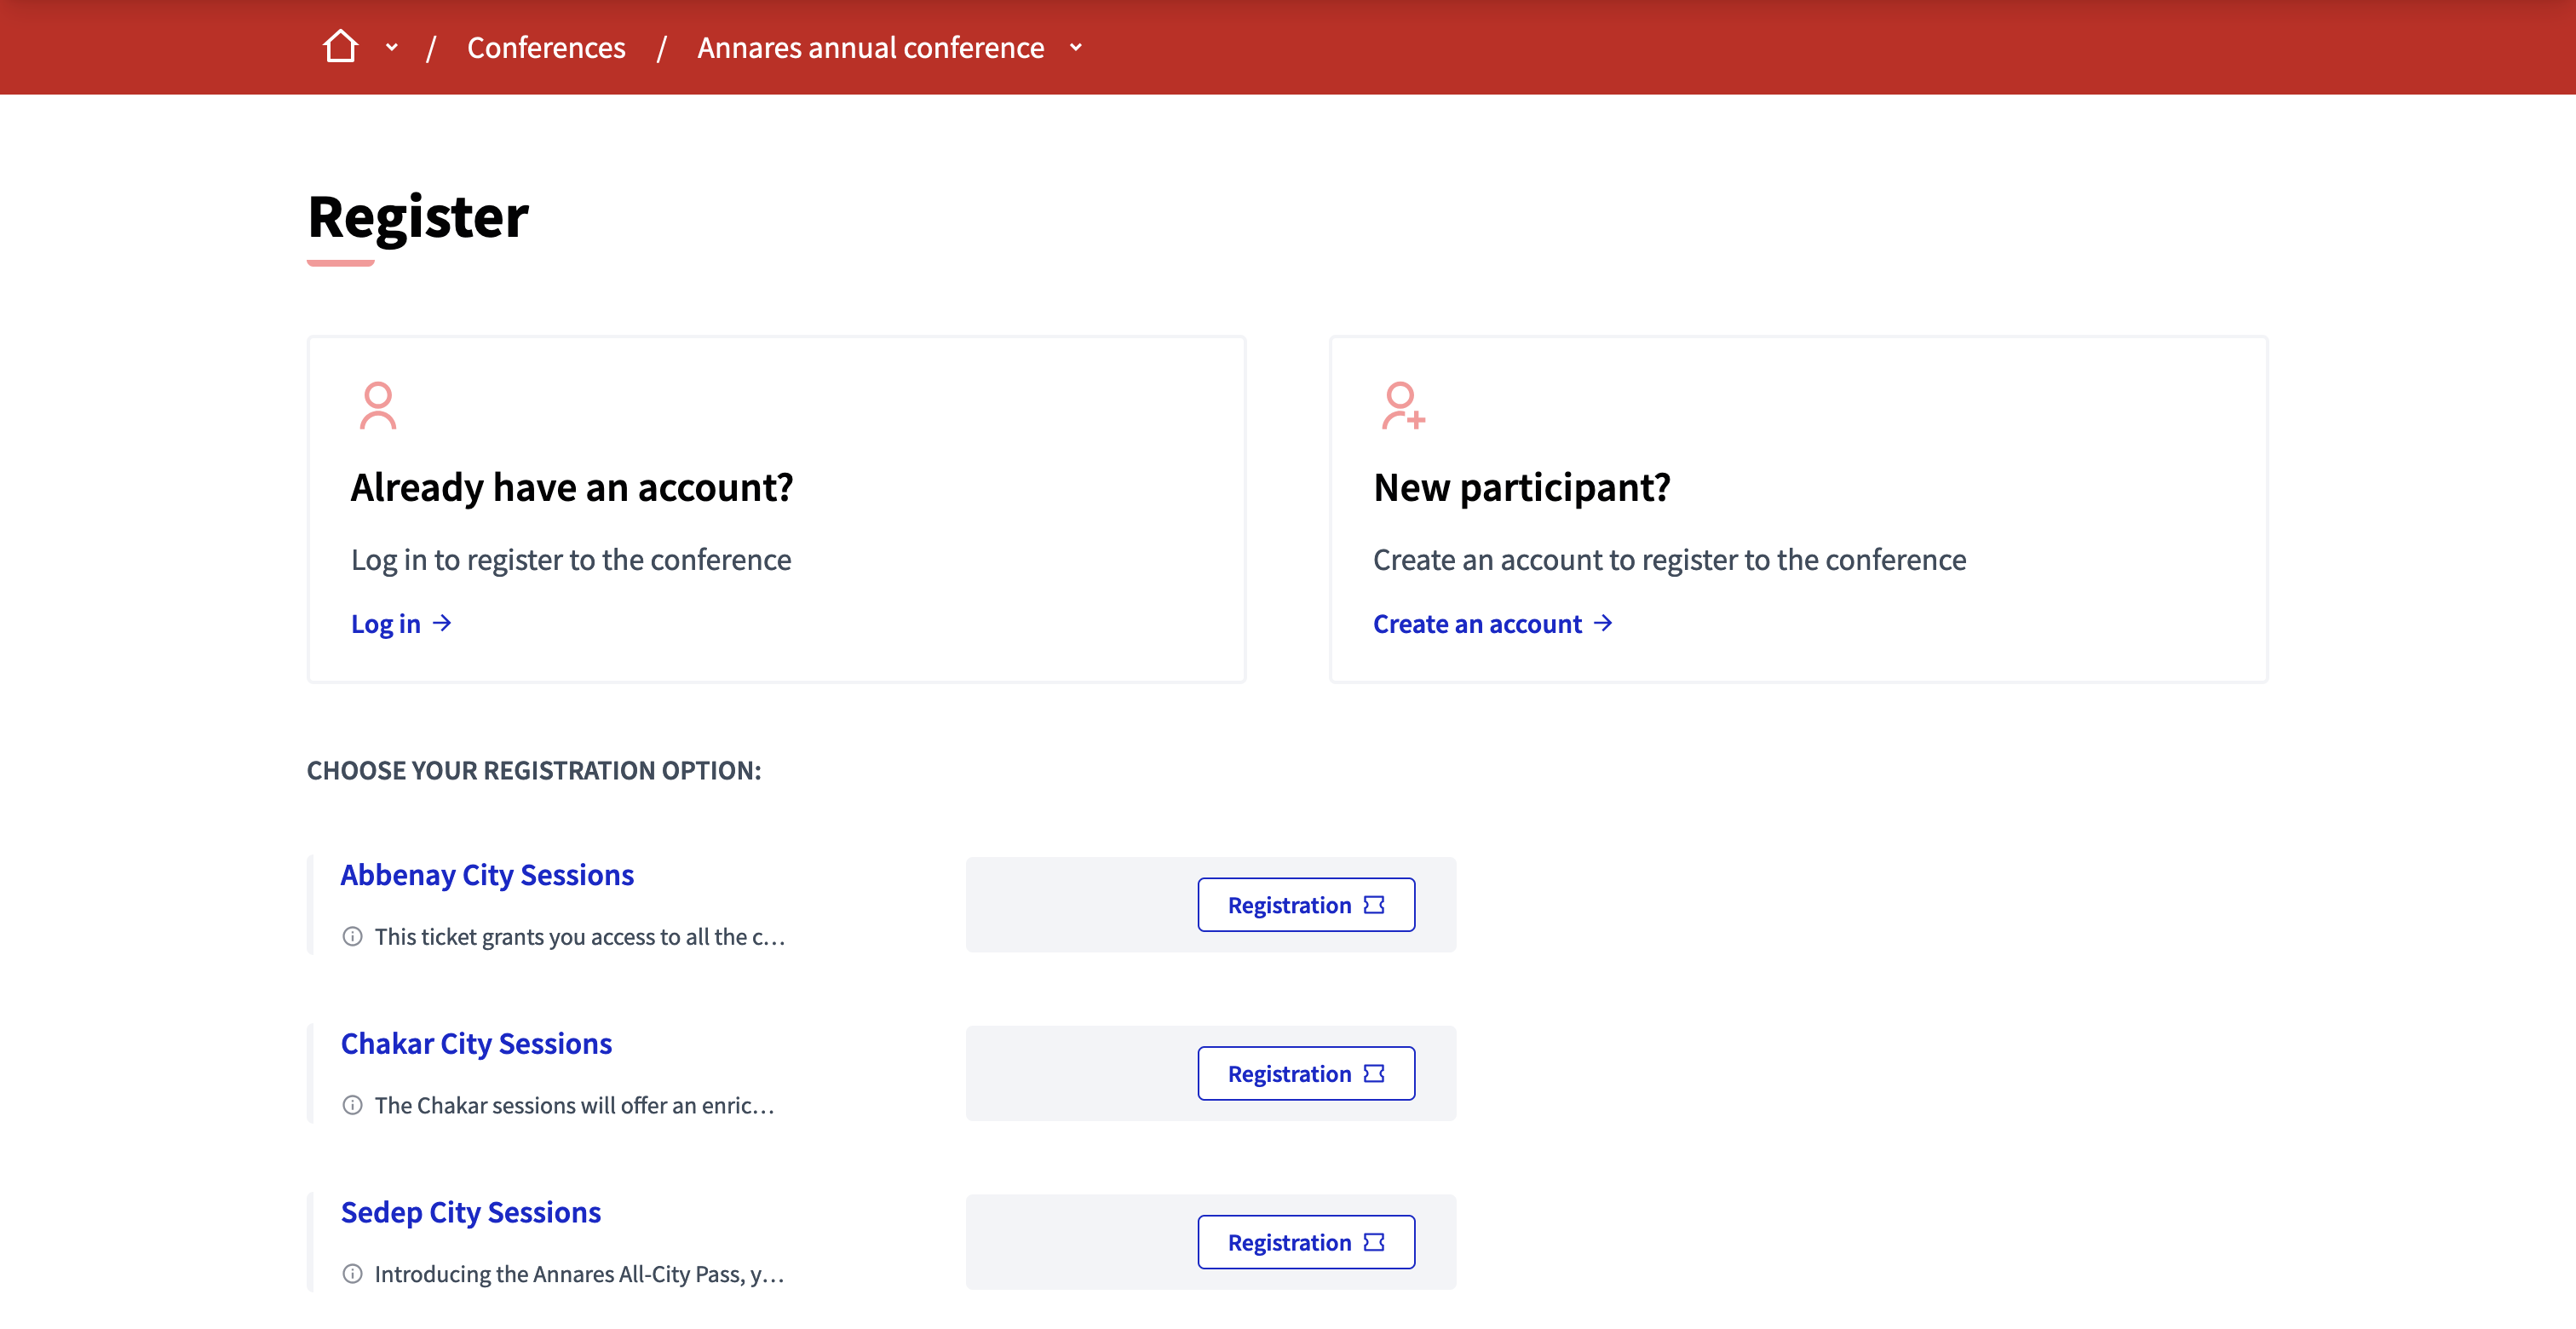 / Conferences / Annares annual conference
Register
Already have an account?
Log in to register to the conference
Log in
New participant?
Create an account to register to the conference
Create an account
CHOOSE YOUR REGISTRATION OPTION:
Abbenay City Sessions
This ticket grants you access to all the c...
Registration
Chakar City Sessions
The Chakar sessions will offer an enric...
Registration
Sedep City Sessions
Introducing the Annares All-City Pass, y...
Registration